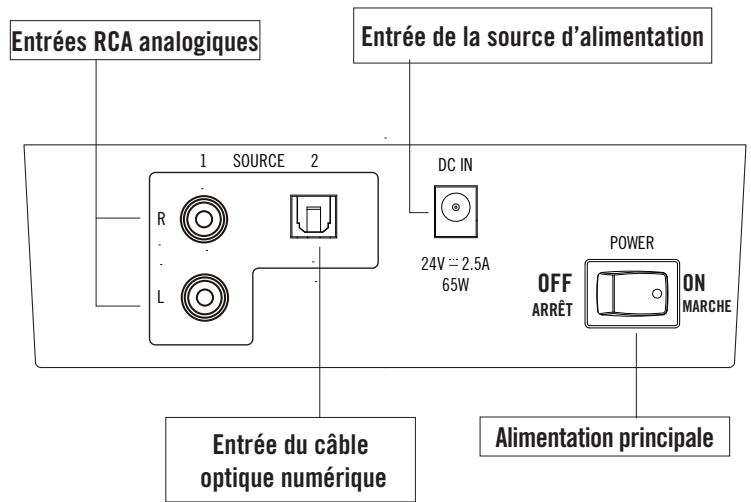 Entrées RCA analogiques
Entrée de la source d'alimentation
1 SOURCE 2
DC IN
R
L
24V ⎓ 2.5A
65W
POWER
OFF
ARRÊT
ON
MARCHE
Entrée du câble
optique numérique
Alimentation principale